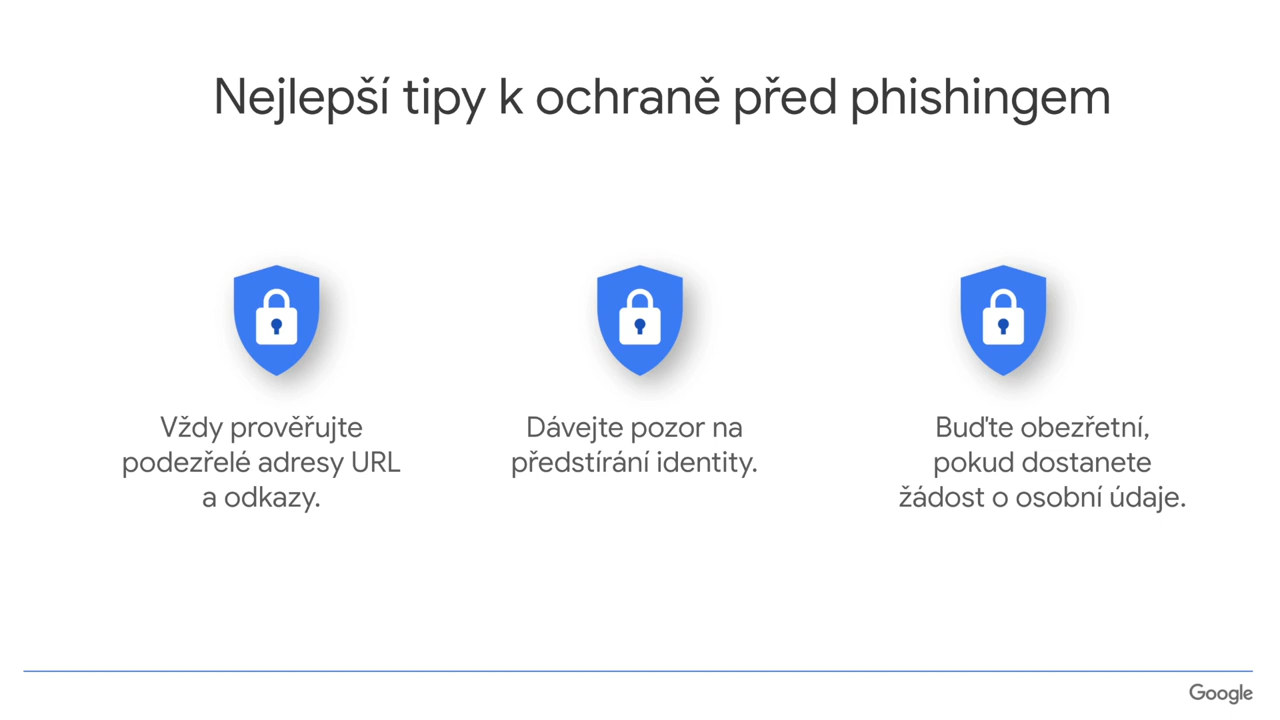 Nejlepší tipy k ochraně před phishingem
Vždy prověřujte
podezřelé adresy URL
a odkazy.
Dávejte pozor na
předstírání identity.
Buďte obezřetní,
pokud dostanete
žádost o osobní údaje.
Google